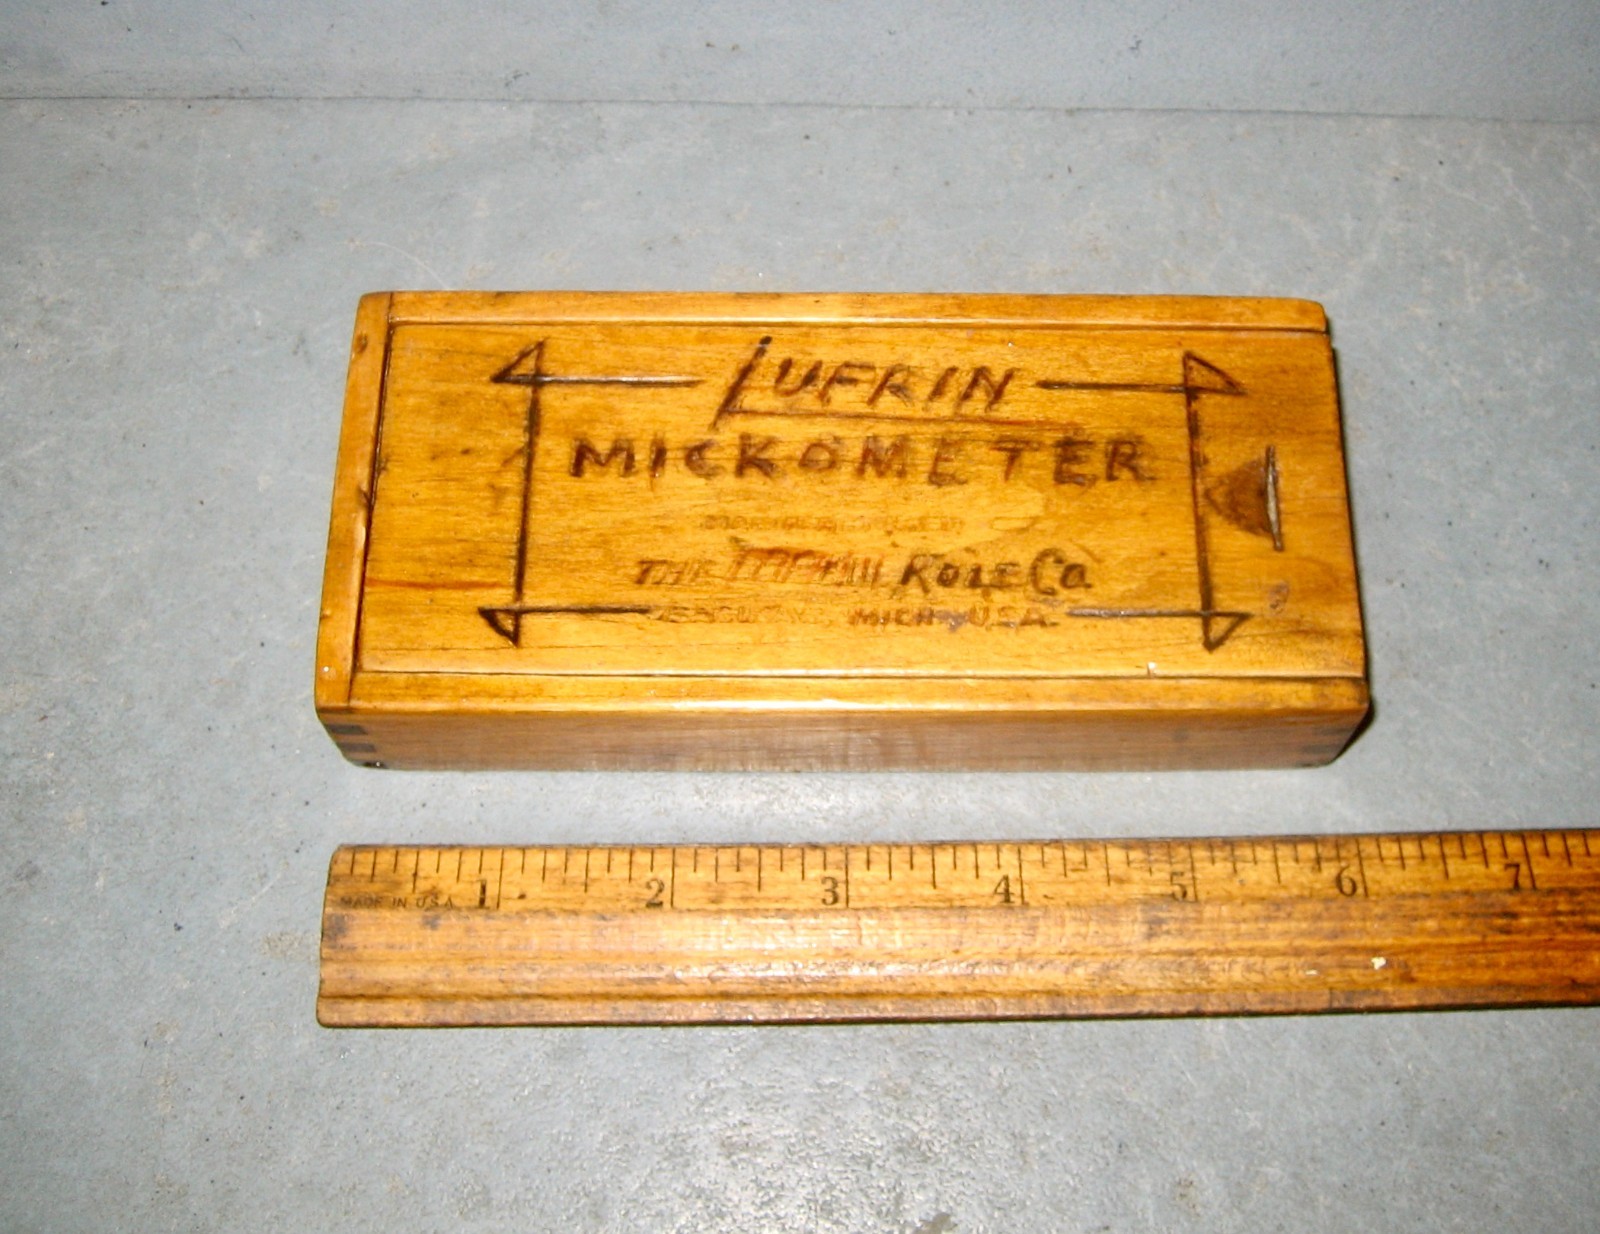 LUFRIN
MICKOMETER
THE ROLE Co
MICH. U.S.A.
1 2 3 4 5 6 7
MADE IN U.S.A.